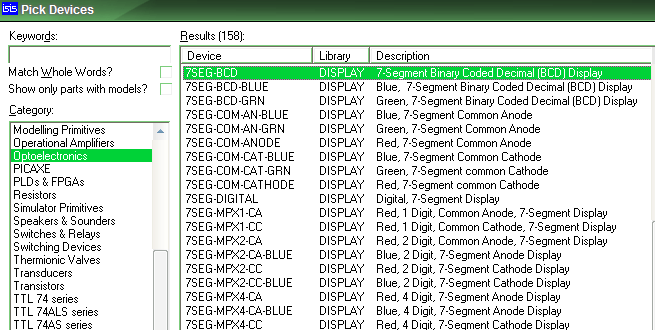 isis Pick Devices
Keywords:
Match Whole Words?
Show only parts with models?
Category:
Modelling Primitives
Operational Amplifiers
Optoelectronics
PICAXE
PLDs & FPGAs
Resistors
Simulator Primitives
Speakers & Sounders
Switches & Relays
Switching Devices
Thermionic Valves
Transducers
Transistors
TTL 74 series
TTL 74ALS series
TTL 74AS series
Results (158):
Device Library Description
7SEG-BCD DISPLAY 7-Segment Binary Coded Decimal (BCD) Display
7SEG-BCD-BLUE DISPLAY Blue, 7-Segment Binary Coded Decimal (BCD) Display
7SEG-BCD-GRN DISPLAY Green, 7-Segment Binary Coded Decimal (BCD) Display
7SEG-COM-AN-BLUE DISPLAY Blue, 7-Segment Common Anode
7SEG-COM-AN-GRN DISPLAY Green, 7-Segment Common Anode
7SEG-COM-ANODE DISPLAY Red, 7-Segment Common Anode
7SEG-COM-CAT-BLUE DISPLAY Blue, 7-Segment Common Cathode
7SEG-COM-CAT-GRN DISPLAY Green, 7-Segment common Cathode
7SEG-COM-CATHODE DISPLAY Red, 7-Segment common Cathode
7SEG-DIGITAL DISPLAY Digital, 7-Segment Display
7SEG-MPX1-CA DISPLAY Red, 1 Digit, Common Anode, 7-Segment Display
7SEG-MPX1-CC DISPLAY Red, 1 Digit, Common Cathode, 7-Segment Display
7SEG-MPX2-CA DISPLAY Red, 2 Digit, Common Anode, 7-Segment Display
7SEG-MPX2-CA-BLUE DISPLAY Blue, 2 Digit, 7-Segment Anode Display
7SEG-MPX2-CC DISPLAY Red, 2 Digit, 7-Segment Cathode Display
7SEG-MPX2-CC-BLUE DISPLAY Blue, 2 Digit, 7-Segment Cathode Display
7SEG-MPX4-CA DISPLAY Red, 4 Digit, 7-Segment Anode Display
7SEG-MPX4-CA-BLUE DISPLAY Blue, 4 Digit, 7-Segment Anode Display
7SEG-MPX4-CC DISPLAY Red, 4 Digit, 7-Segment Cathode Display